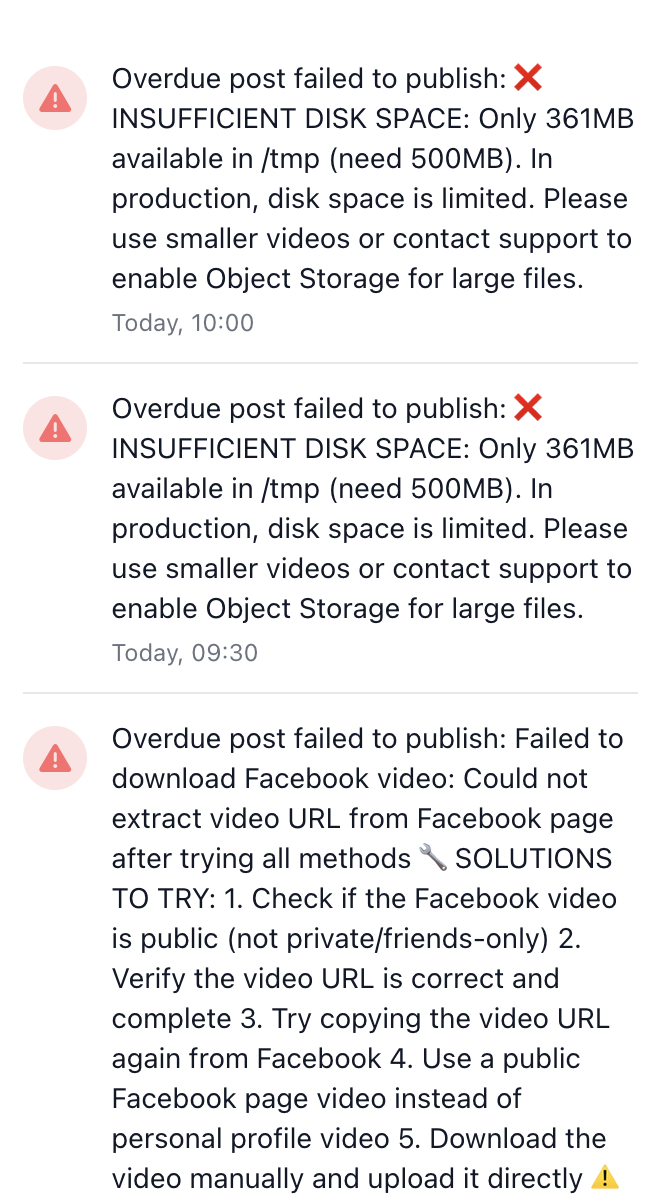 Overdue post failed to publish: ❌
INSUFFICIENT DISK SPACE: Only 361MB
available in /tmp (need 500MB). In
production, disk space is limited. Please
use smaller videos or contact support to
enable Object Storage for large files.
Today, 10:00
Overdue post failed to publish: ❌
INSUFFICIENT DISK SPACE: Only 361MB
available in /tmp (need 500MB). In
production, disk space is limited. Please
use smaller videos or contact support to
enable Object Storage for large files.
Today, 09:30
Overdue post failed to publish: Failed to
download Facebook video: Could not
extract video URL from Facebook page
after trying all methods 🔧 SOLUTIONS
TO TRY: 1. Check if the Facebook video
is public (not private/friends-only) 2.
Verify the video URL is correct and
complete 3. Try copying the video URL
again from Facebook 4. Use a public
Facebook page video instead of
personal profile video 5. Download the
video manually and upload it directly ⚠️